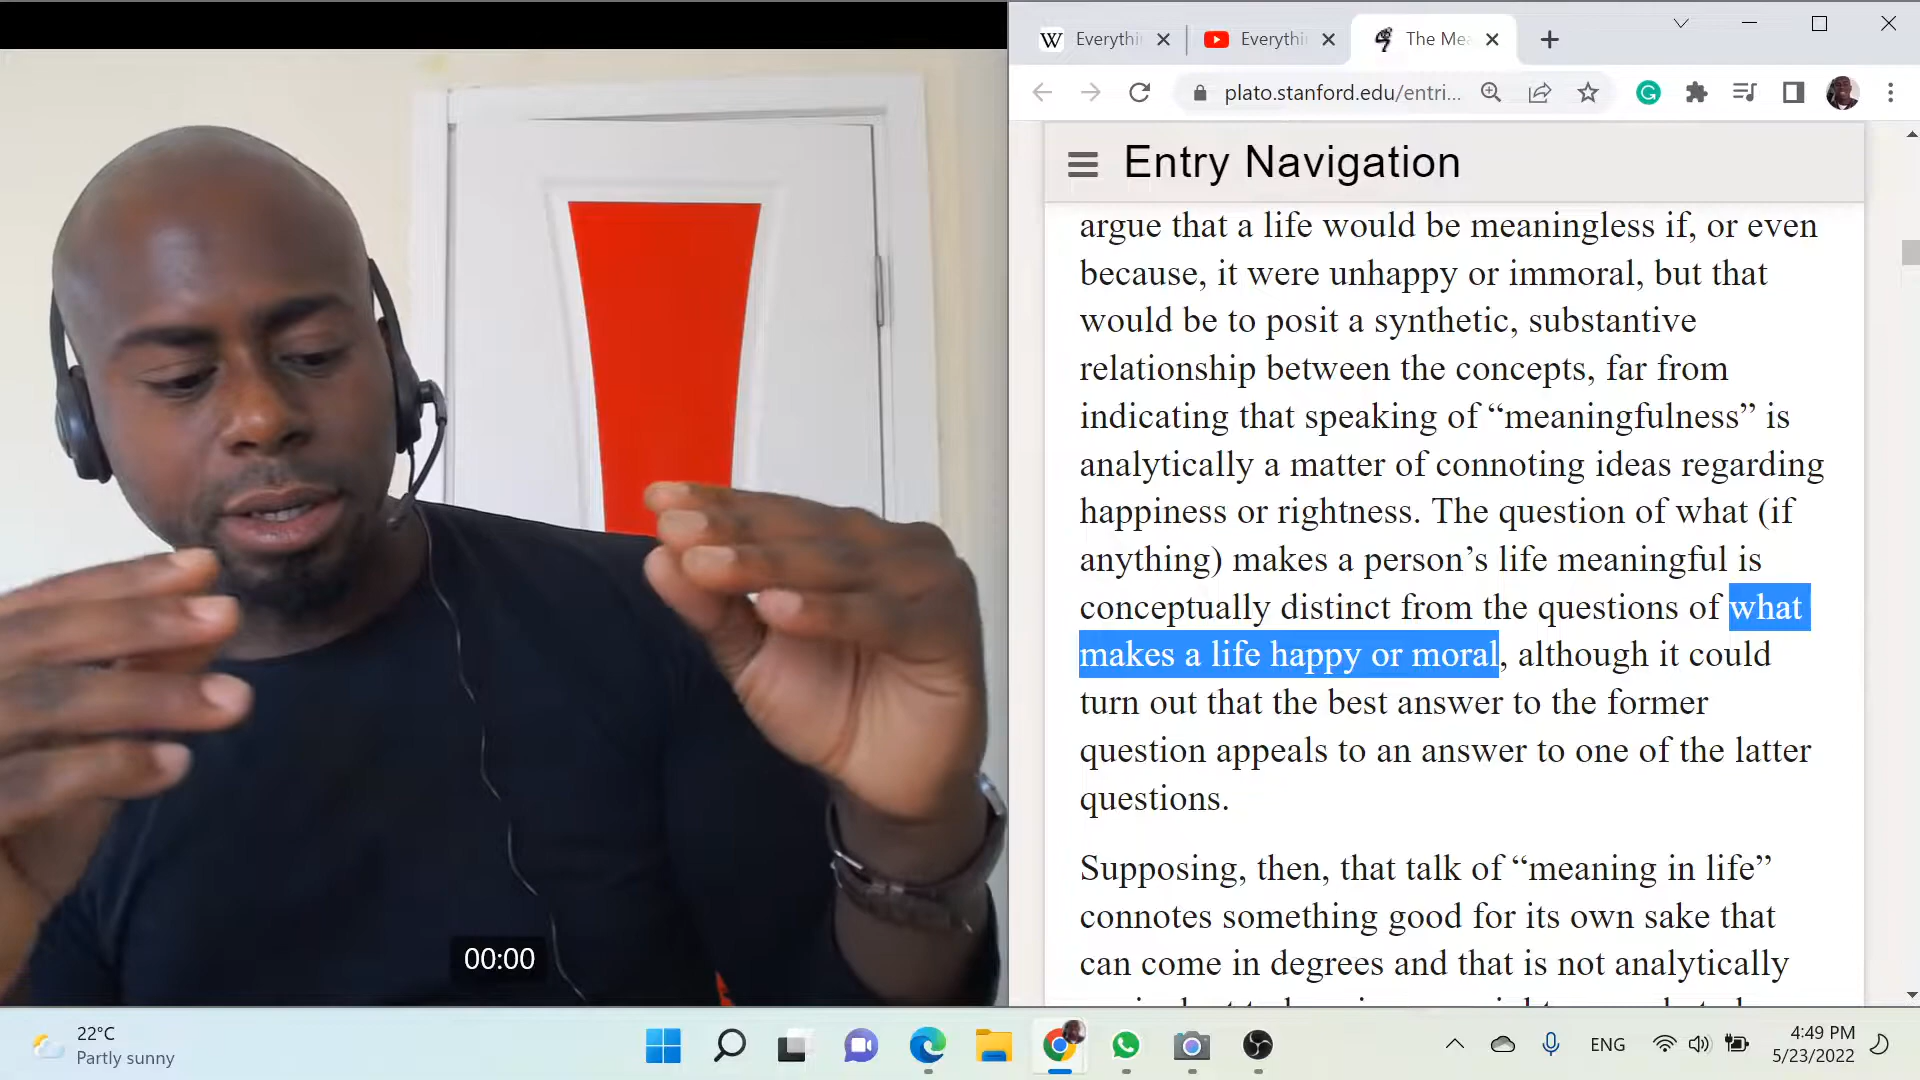 Everythi
Everythi
The Mea
plato.stanford.edu/entri...
Entry Navigation
argue that a life would be meaningless if, or even
because, it were unhappy or immoral, but that
would be to posit a synthetic, substantive
relationship between the concepts, far from
indicating that speaking of “meaningfulness” is
analytically a matter of connoting ideas regarding
happiness or rightness. The question of what (if
anything) makes a person’s life meaningful is
conceptually distinct from the questions of what
makes a life happy or moral, although it could
turn out that the best answer to the former
question appeals to an answer to one of the latter
questions.
Supposing, then, that talk of “meaning in life”
connotes something good for its own sake that
can come in degrees and that is not analytically
00:00
22°C
Partly sunny
ENG
4:49 PM
5/23/2022